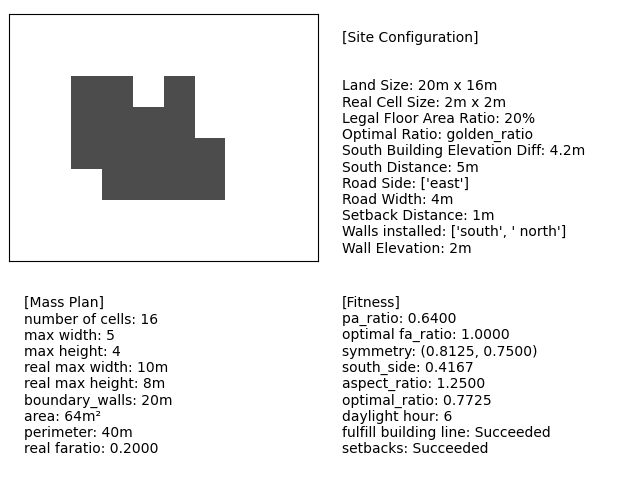 [Site Configuration]
Land Size: 20m x 16m
Real Cell Size: 2m x 2m
Legal Floor Area Ratio: 20%
Optimal Ratio: golden_ratio
South Building Elevation Diff: 4.2m
South Distance: 5m
Road Side: ['east']
Road Width: 4m
Setback Distance: 1m
Walls installed: ['south', ' north']
Wall Elevation: 2m
[Mass Plan]
number of cells: 16
max width: 5
max height: 4
real max width: 10m
real max height: 8m
boundary_walls: 20m
area: 64m²
perimeter: 40m
real faratio: 0.2000
[Fitness]
pa_ratio: 0.6400
optimal fa_ratio: 1.0000
symmetry: (0.8125, 0.7500)
south_side: 0.4167
aspect_ratio: 1.2500
optimal_ratio: 0.7725
daylight hour: 6
fulfill building line: Succeeded
setbacks: Succeeded